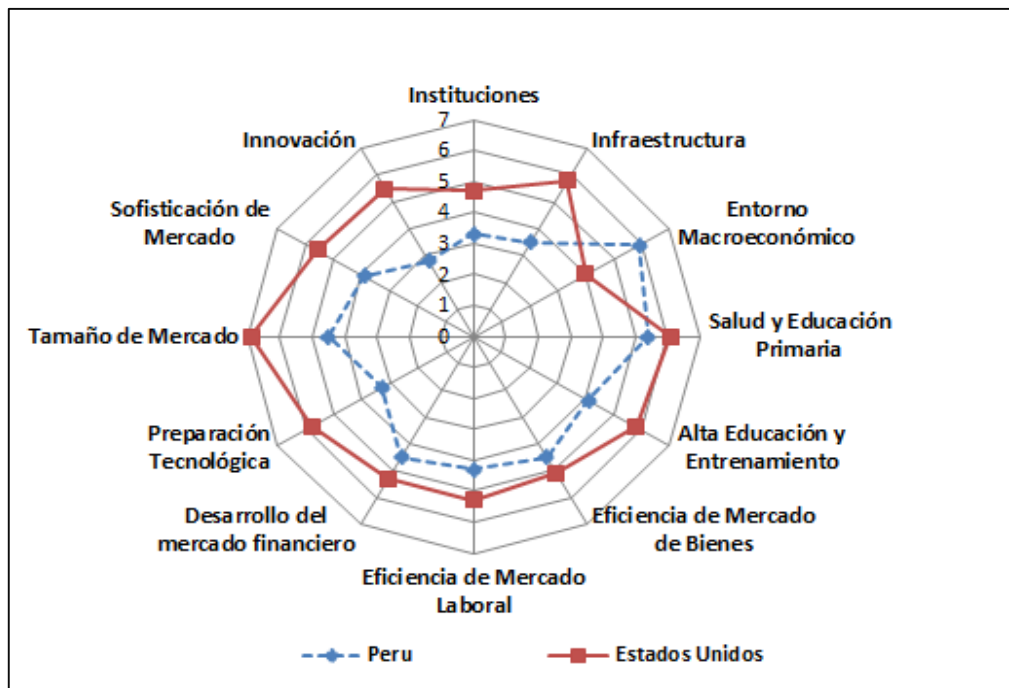 Instituciones
7
6
5
4
3
2
1
0
Infraestructura
Entorno
Macroeconómico
Salud y Educación
Primaria
Alta Educación y
Entrenamiento
Eficiencia de Mercado
de Bienes
Eficiencia de Mercado
Laboral
Desarrollo del
mercado financiero
Preparación
Tecnológica
Tamaño de Mercado
Sofisticación de
Mercado
Innovación
Peru
Estados Unidos